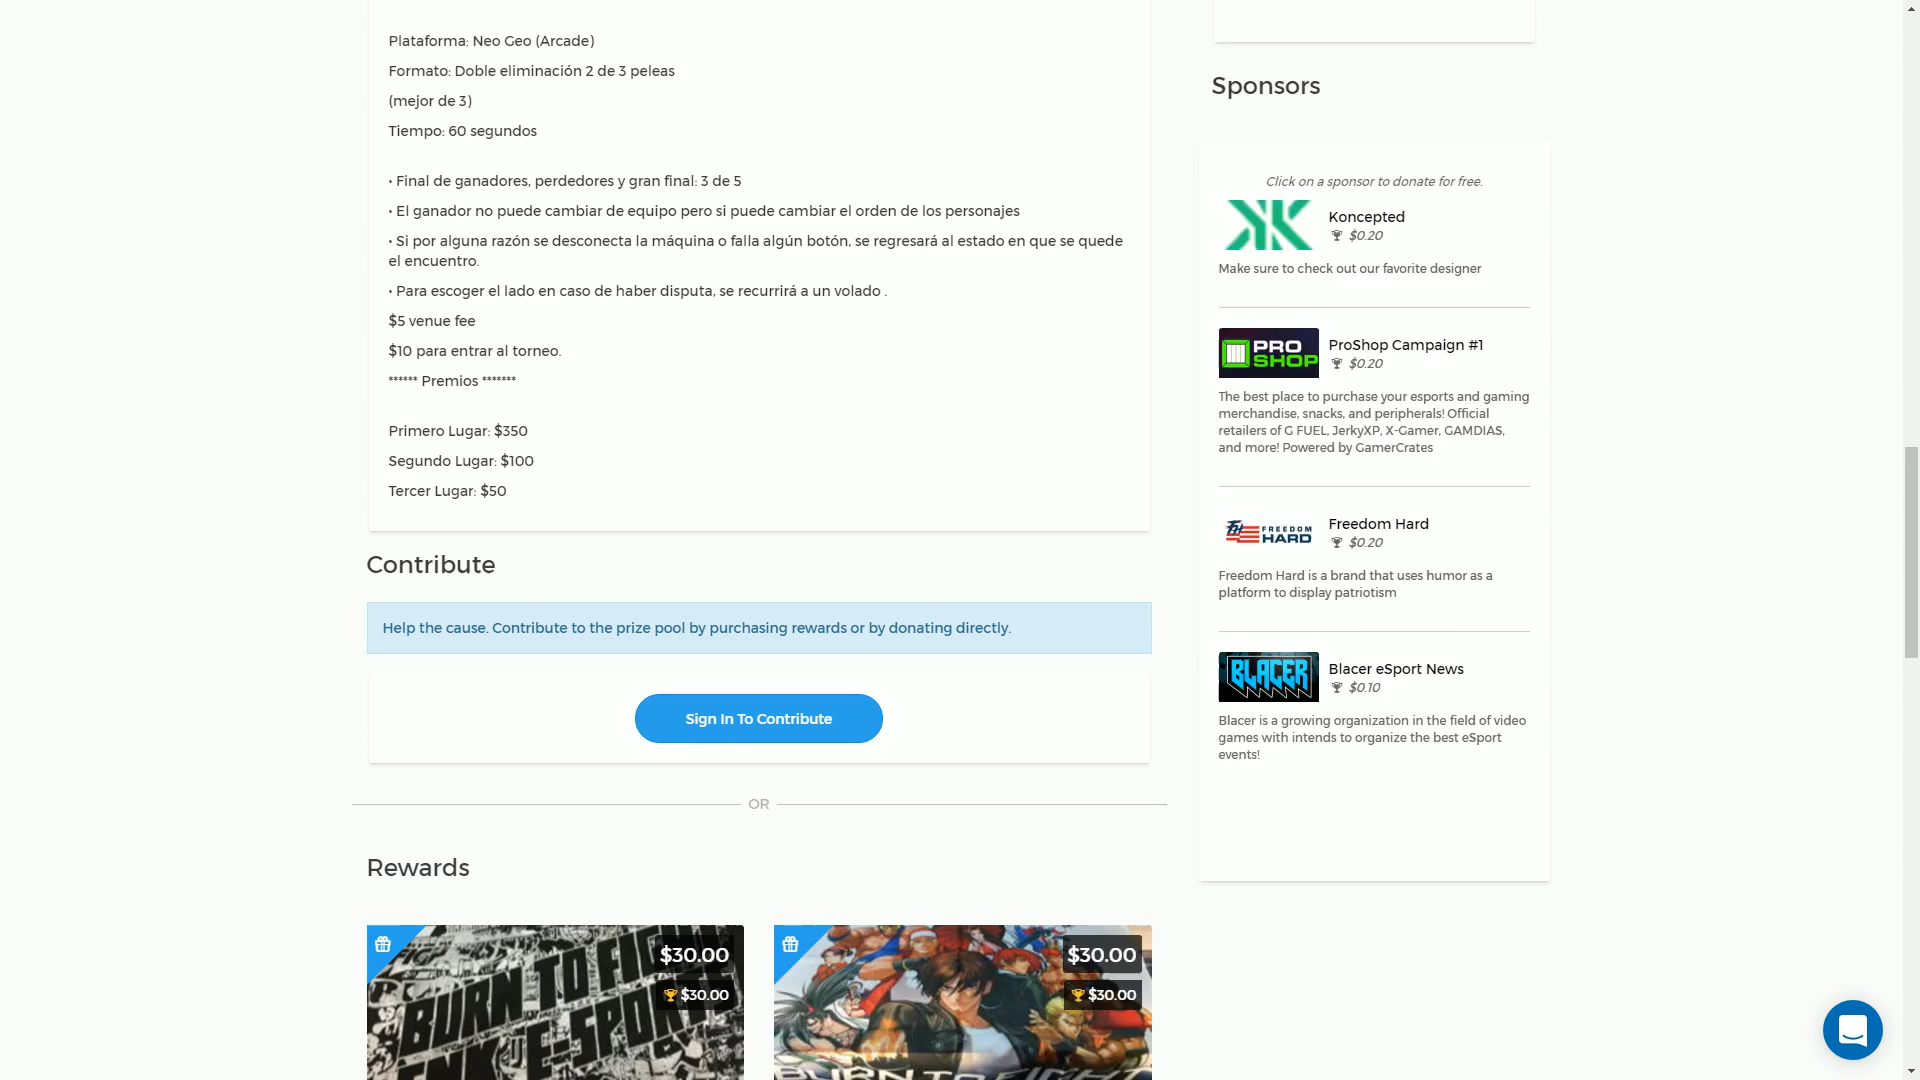 Plataforma: Neo Geo (Arcade)
Formato: Doble eliminación 2 de 3 peleas
(mejor de 3)
Tiempo: 60 segundos
• Final de ganadores, perdedores y gran final: 3 de 5
• El ganador no puede cambiar de equipo pero si puede cambiar el orden de los personajes
• Si por alguna razón se desconecta la máquina o falla algún botón, se regresará al estado en que se quede
el encuentro.
• Para escoger el lado en caso de haber disputa, se recurrirá a un volado .
$5 venue fee
$10 para entrar al torneo.
****** Premios *******
Primero Lugar: $350
Segundo Lugar: $100
Tercer Lugar: $50
Contribute
Help the cause. Contribute to the prize pool by purchasing rewards or by donating directly.
Sign In To Contribute
OR
Rewards
$30.00
$30.00
BURN TO FIGHT
$30.00
$30.00
BURN TO FIGHT
Sponsors
Click on a sponsor to donate for free.
Koncepted
$0.20
Make sure to check out our favorite designer
PRO
SHOP
ProShop Campaign #1
$0.20
The best place to purchase your esports and gaming
merchandise, snacks, and peripherals! Official
retailers of G FUEL, JerkyXP, X-Gamer, GAMDIAS,
and more! Powered by GamerCrates
FH FREEDOM
HARD
Freedom Hard
$0.20
Freedom Hard is a brand that uses humor as a
platform to display patriotism
BLACER
Blacer eSport News
$0.10
Blacer is a growing organization in the field of video
games with intends to organize the best eSport
events!